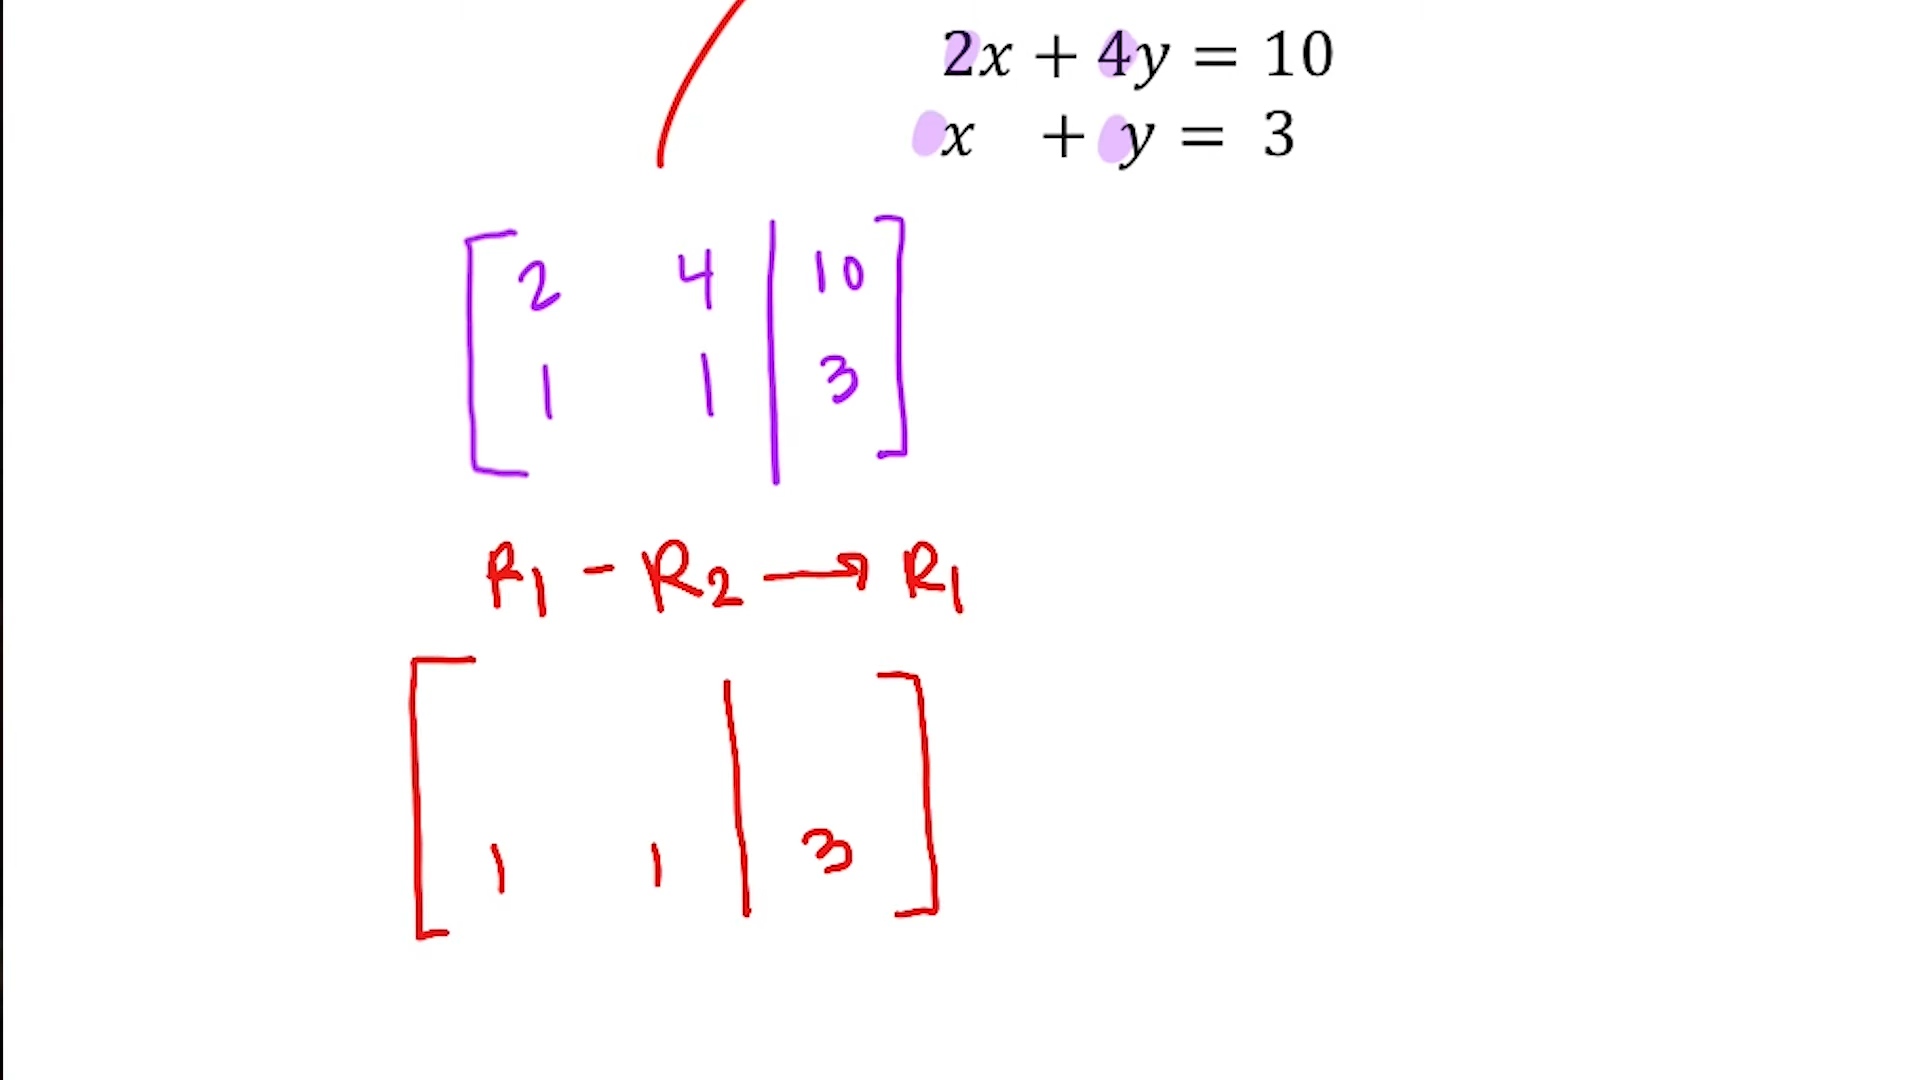 2x + 4y = 10
x + y = 3
2 4 10
1 1 3
R1 - R2 → R1
1 1 3